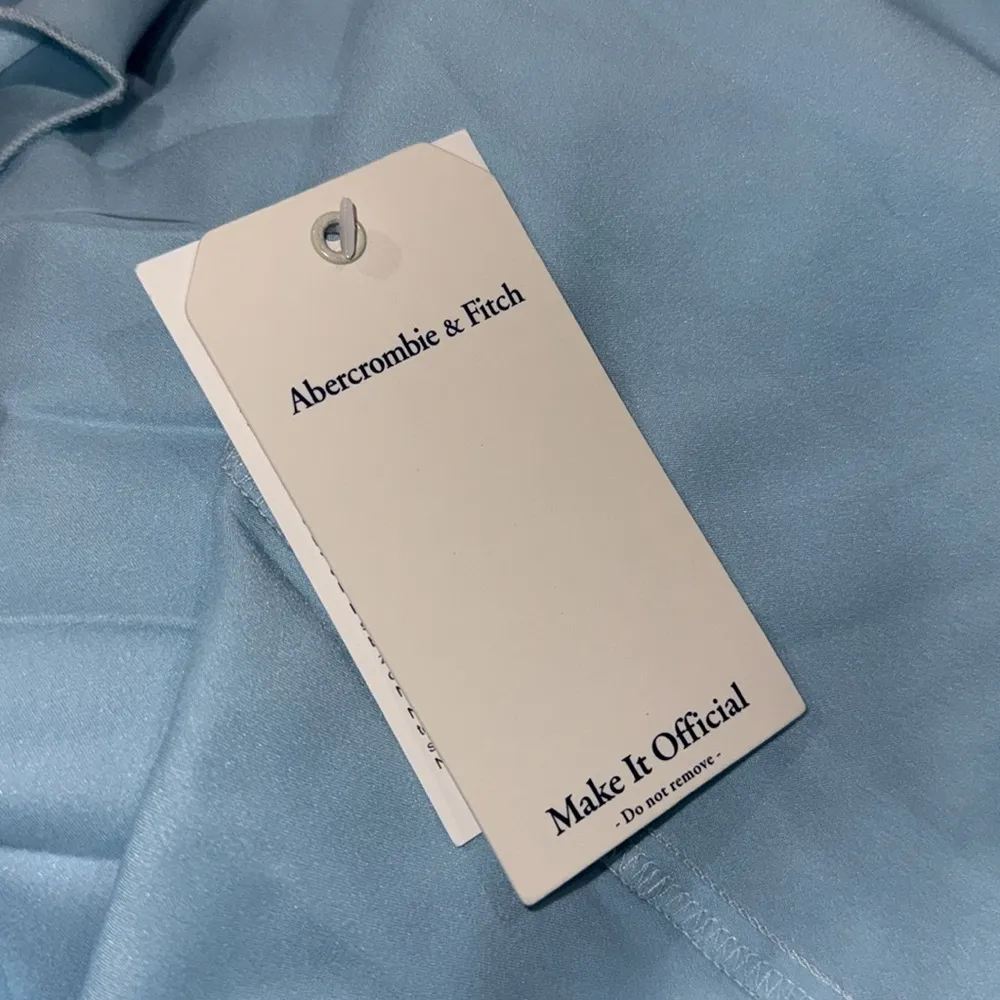 Abercrombie & Fitch
Make It Official
- Do not remove -